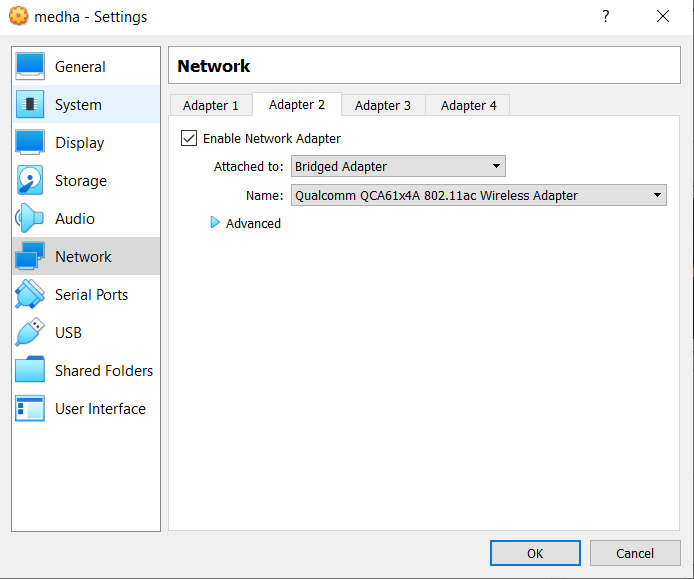 medha - Settings
?
General
System
Display
Storage
Audio
Network
Serial Ports
USB
Shared Folders
User Interface
Network
Adapter 1 Adapter 2 Adapter 3 Adapter 4
Enable Network Adapter
Attached to: Bridged Adapter
Name: Qualcomm QCA61x4A 802.11ac Wireless Adapter
Advanced
OK Cancel